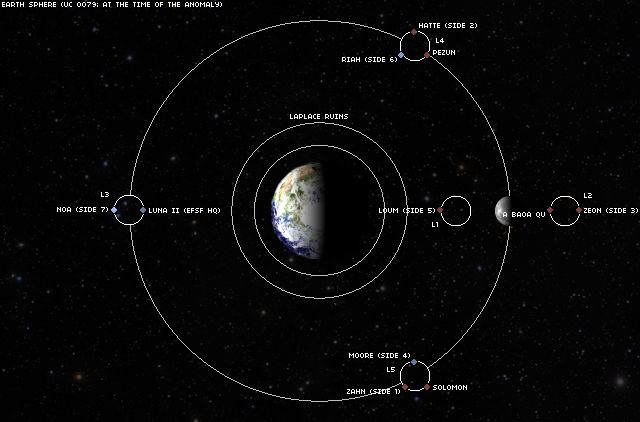 EARTH SPHERE (UC 0079; AT THE TIME OF THE ANOMALY)
HATTE (SIDE 2)
L4
PEZUN
RIAH (SIDE 6)
LAPLACE RUINS
L3
NOA (SIDE 7)
LUNA II (EFSF HQ)
LOUM (SIDE 5)
L1
A BAOA QU
L2
ZEON (SIDE 3)
MOORE (SIDE 4)
L5
ZAHN (SIDE 1)
SOLOMON